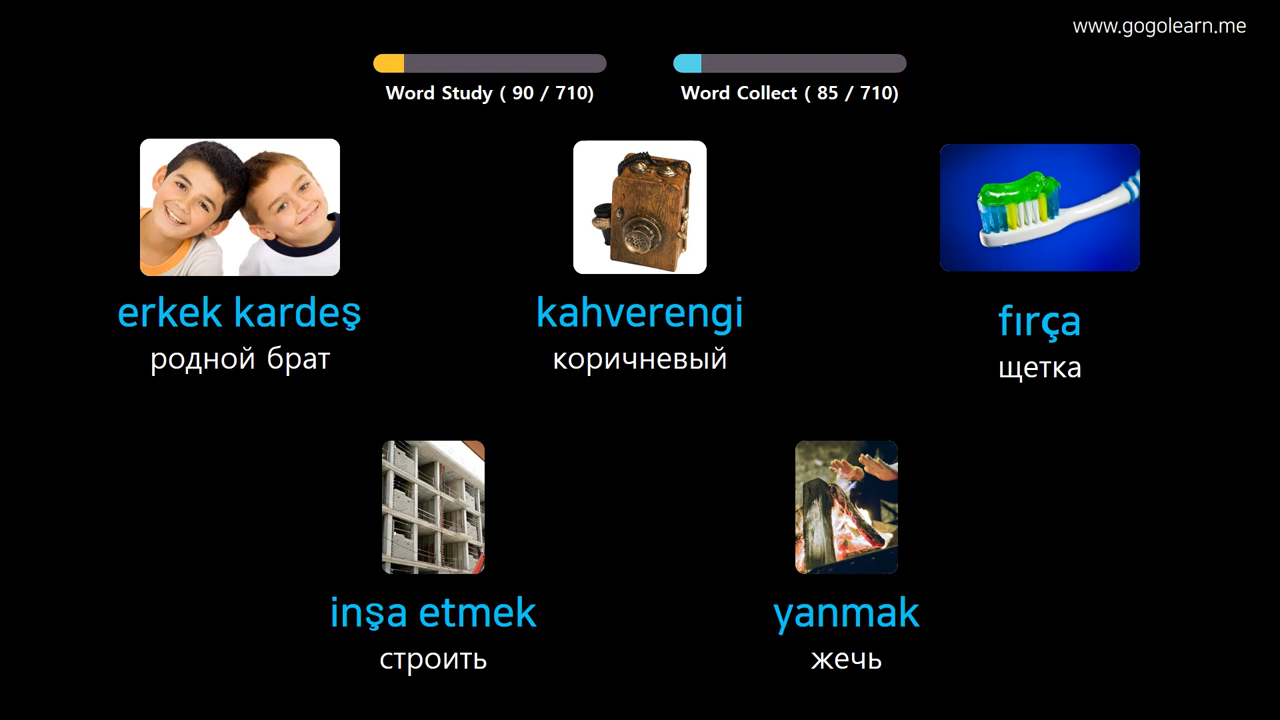 www.gogolearn.me
Word Study ( 90 / 710)
Word Collect ( 85 / 710)
erkek kardeş
родной брат
kahverengi
коричневый
fırça
щетка
inşa etmek
строить
yanmak
жечь